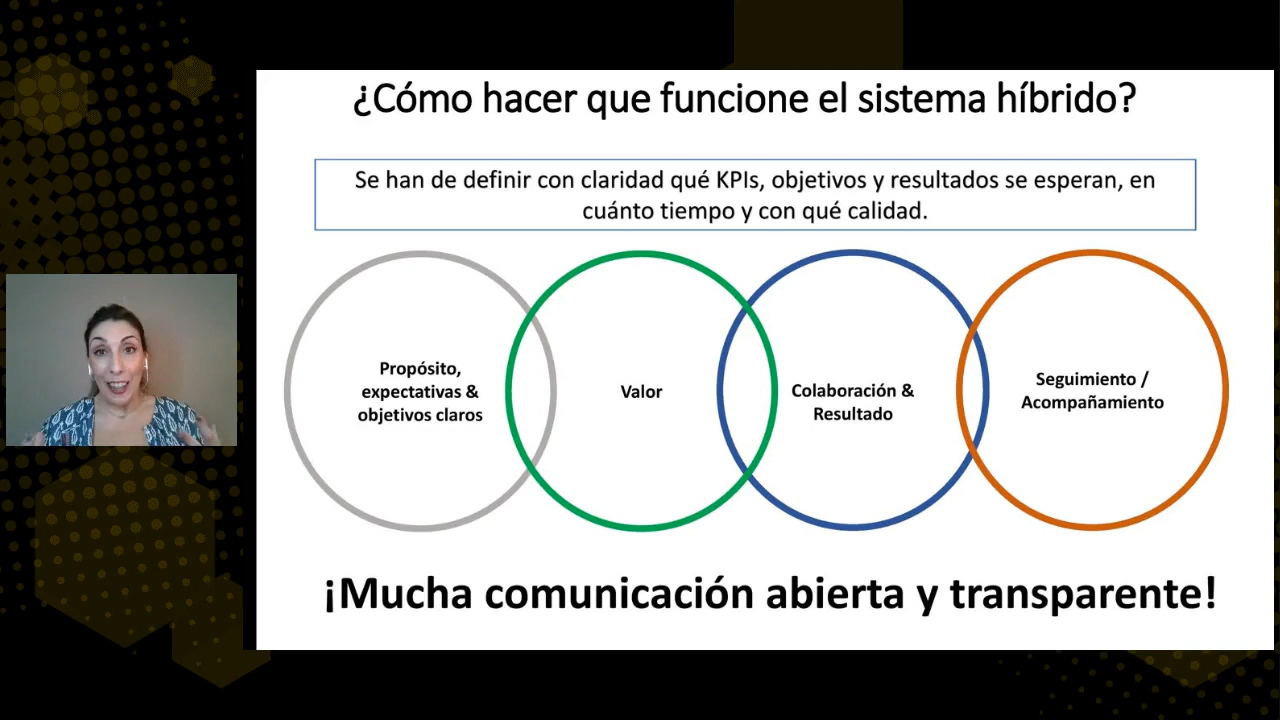 ¿Cómo hacer que funcione el sistema híbrido?
Se han de definir con claridad qué KPIs, objetivos y resultados se esperan, en
cuánto tiempo y con qué calidad.
Propósito,
expectativas &
objetivos claros
Valor
Colaboración &
Resultado
Seguimiento /
Acompañamiento
¡Mucha comunicación abierta y transparente!